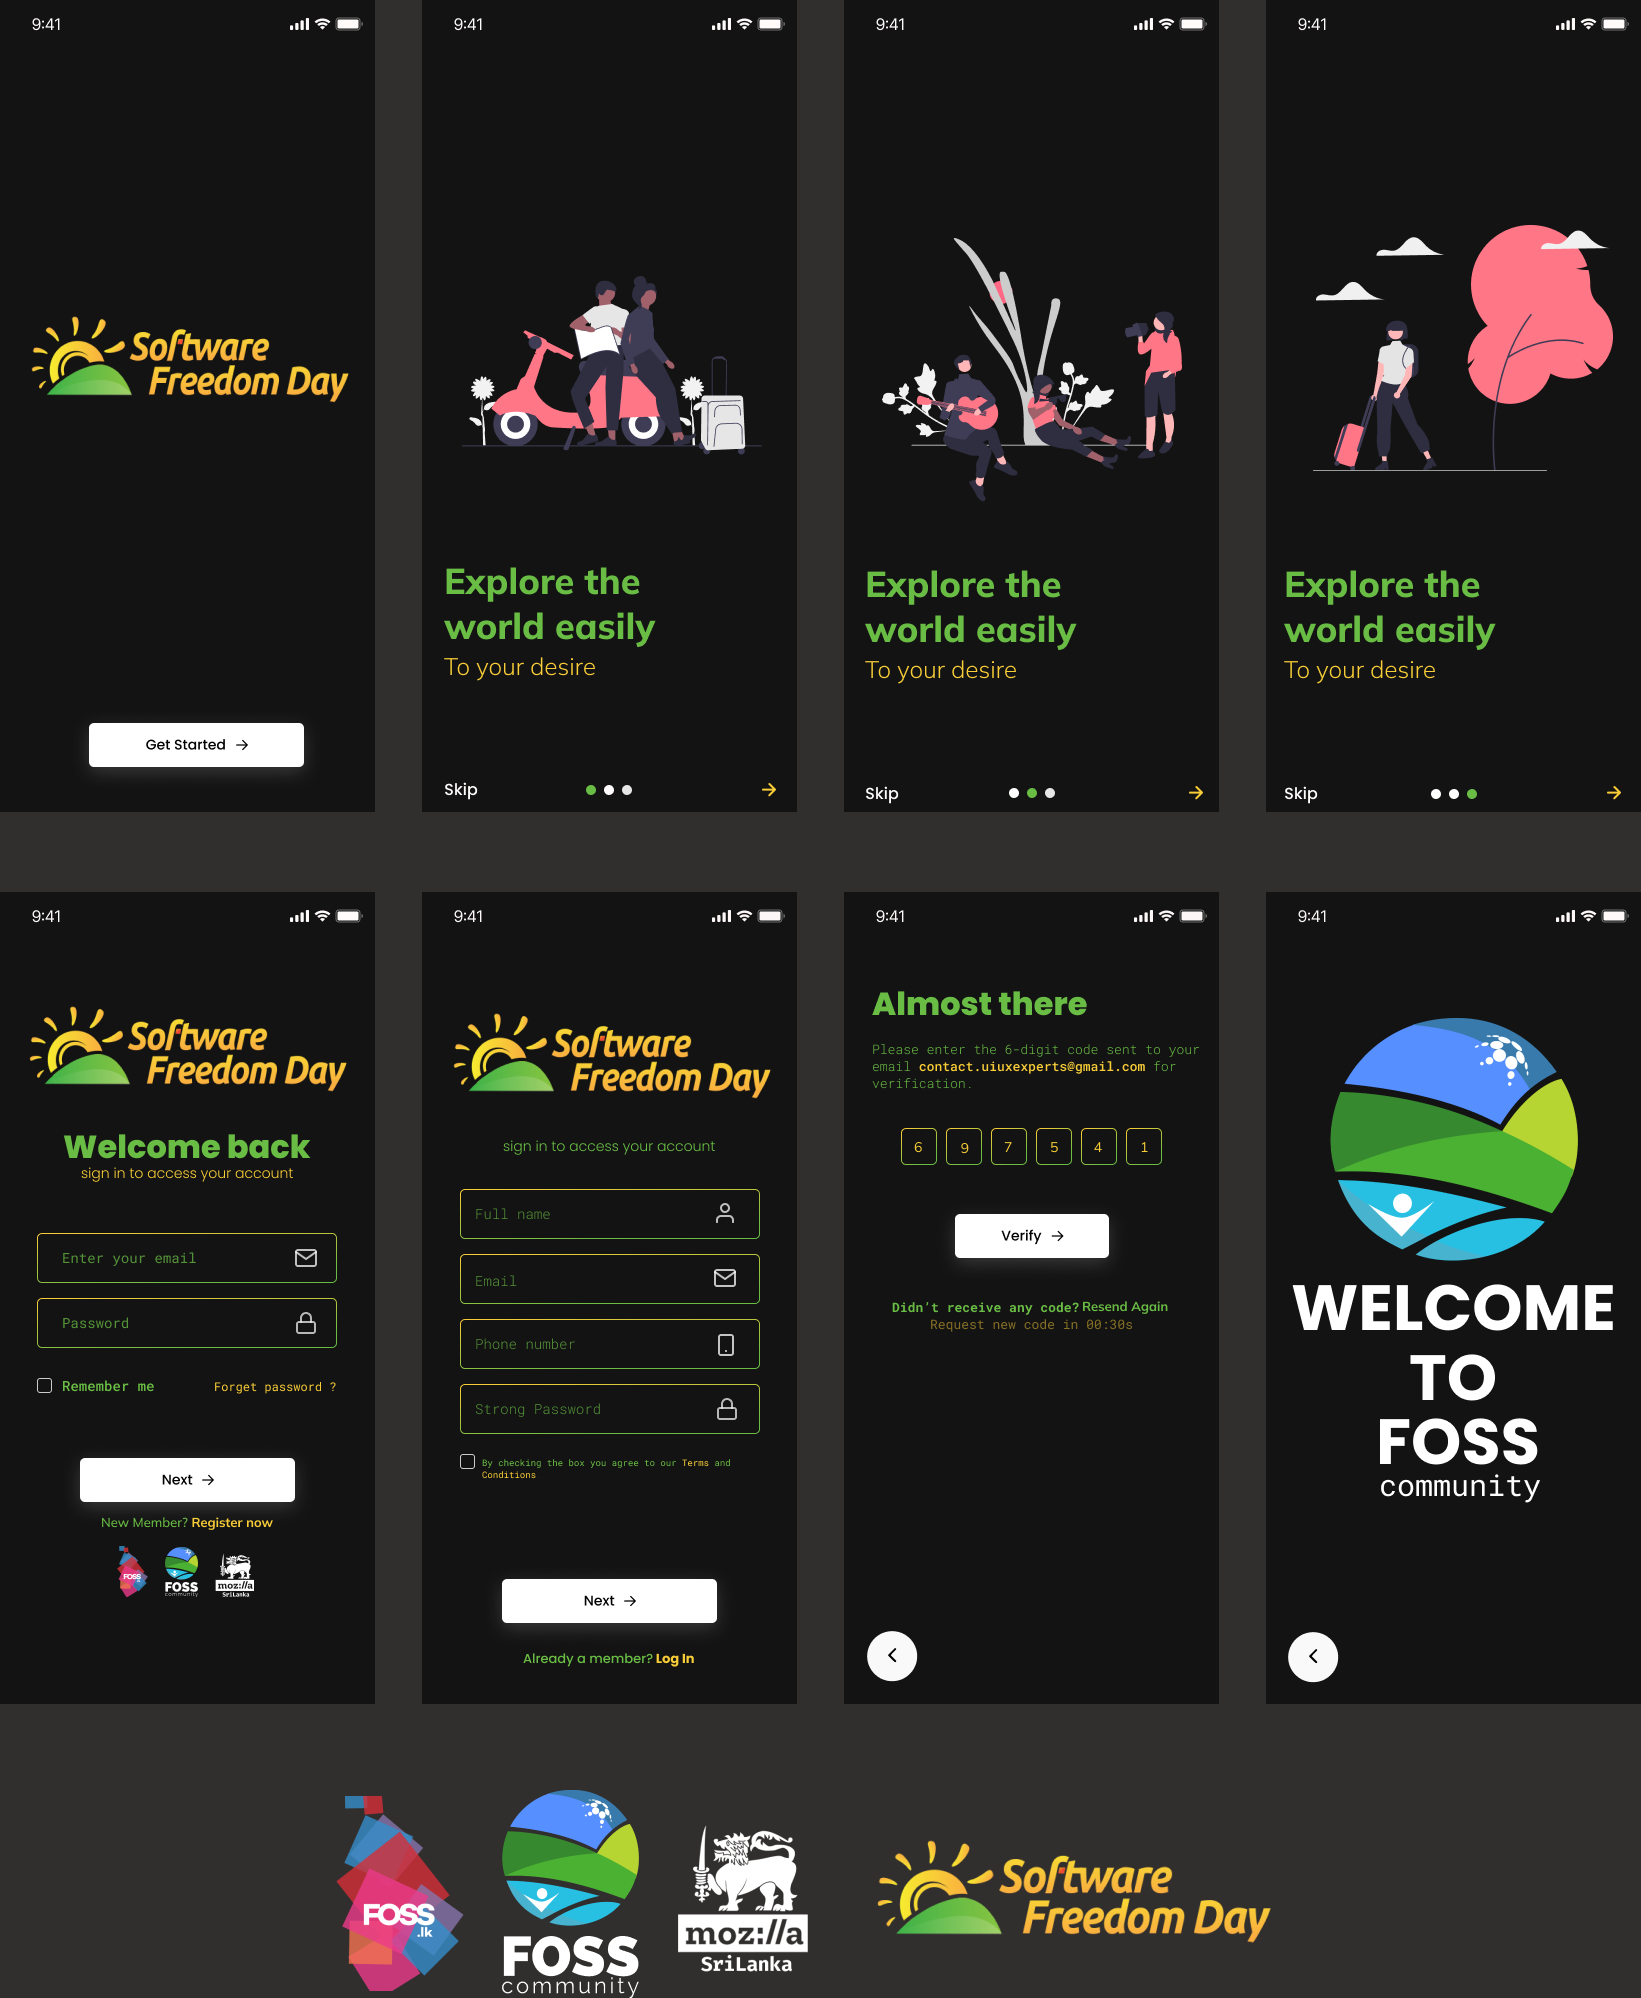 9:41
Software
Freedom Day
Get Started
9:41
Explore the
world easily
To your desire
Skip
9:41
Explore the
world easily
To your desire
Skip
9:41
Explore the
world easily
To your desire
Skip
9:41
Software
Freedom Day
Welcome back
sign in to access your account
Enter your email
Password
Remember me
Forget password ?
Next
New Member? Register now
FOSS
FOSS
community
moz://a
SriLanka
9:41
Software
Freedom Day
sign in to access your account
Full name
Email
Phone number
Strong Password
By checking the box you agree to our Terms and
Conditions
Next
Already a member? Log In
9:41
Almost there
Please enter the 6-digit code sent to your
email contact.uiuxexperts@gmail.com for
verification.
6 9 7 5 4 1
Verify
Didn't receive any code? Resend Again
Request new code in 00:30s
9:41
WELCOME
TO
FOSS
community
FOSS
.lk
FOSS
community
moz://a
SriLanka
Software
Freedom Day